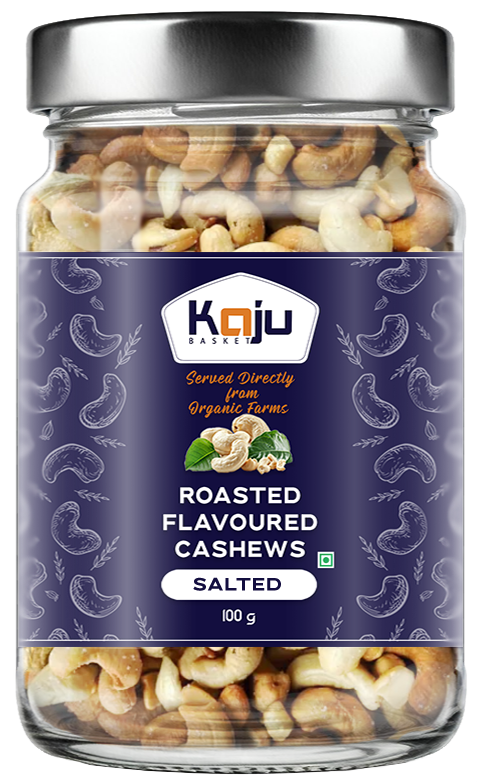 Kaju
BASKET
Served Directly
from
Organic Farms
ROASTED
FLAVOURED
CASHEWS
SALTED
100 g